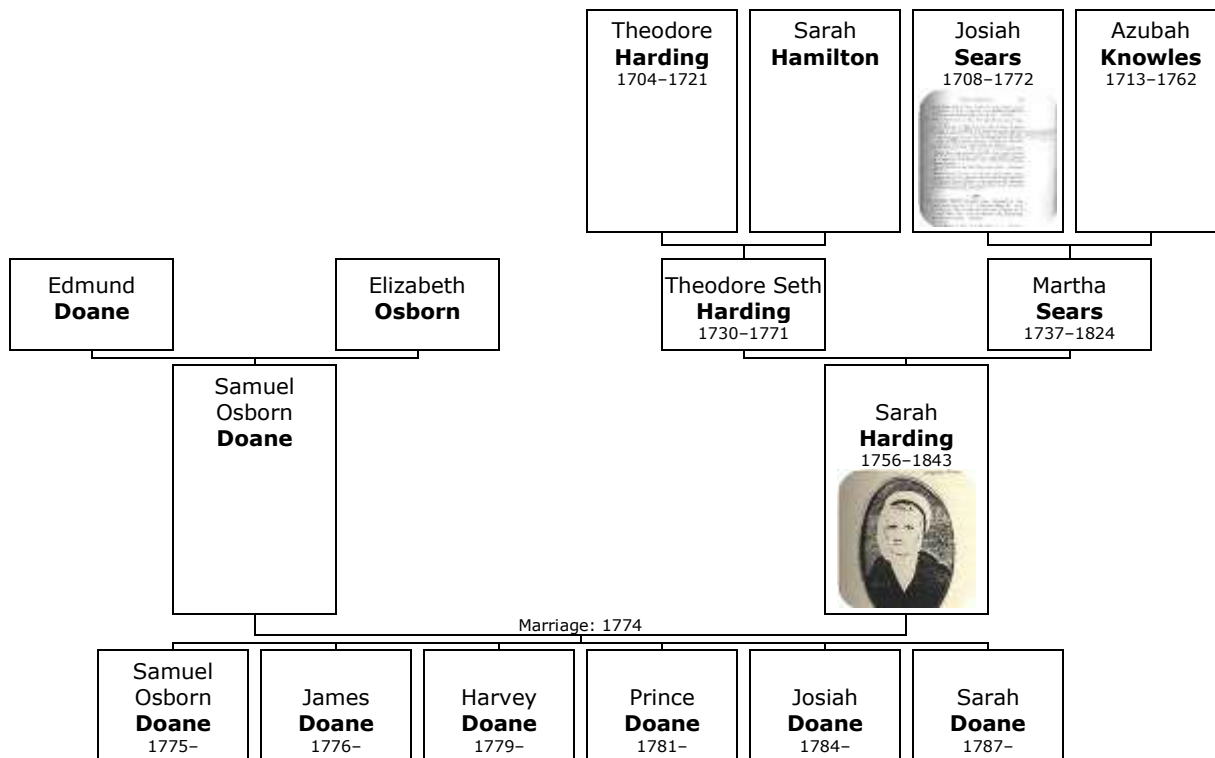 Theodore
Harding
1704–1721
Sarah
Hamilton
Josiah
Sears
1708–1772
Azubah
Knowles
1713–1762
Edmund
Doane
Elizabeth
Osborn
Theodore Seth
Harding
1730–1771
Martha
Sears
1737–1824
Samuel
Osborn
Doane
Sarah
Harding
1756–1843
Marriage: 1774
Samuel
Osborn
Doane
1775–
James
Doane
1776–
Harvey
Doane
1779–
Prince
Doane
1781–
Josiah
Doane
1784–
Sarah
Doane
1787–